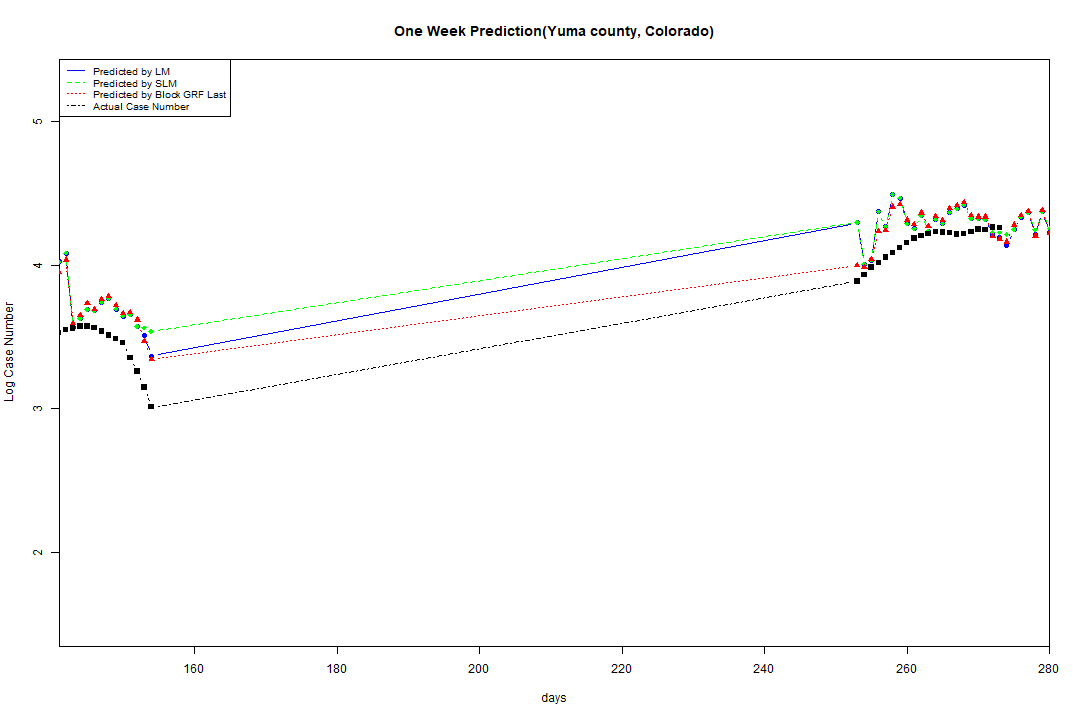 One Week Prediction(Yuma county, Colorado)
Predicted by LM
Predicted by SLM
Predicted by Block GRF Last
Actual Case Number
5
4
3
2
Log Case Number
160 180 200 220 240 260 280
days